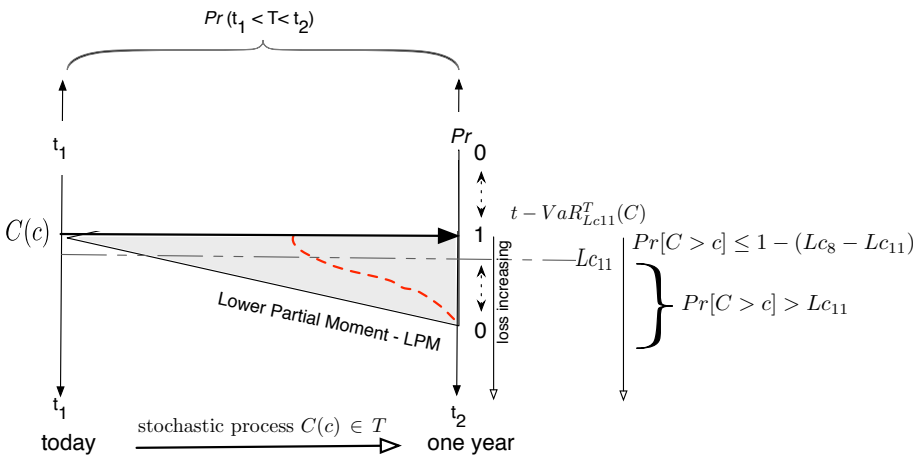 Pr (t₁ < T< t₂)
t₁
Pr
0
t − VaR^T_{Lc11}(C)
C(c)
1
Pr[C > c] ≤ 1 − (Lc₈ − Lc₁₁)
Lc₁₁
loss increasing
Pr[C > c] > Lc₁₁
Lower Partial Moment - LPM
0
t₁
t₂
stochastic process C(c) ∈ T
today
one year